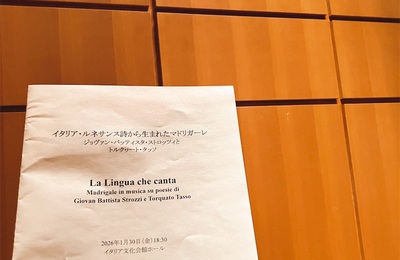 イタリア・ルネサンス詩から生まれたマドリガーレ
ジョヴァン・バッティスタ・ストロッツィと
トルクァート・タッソ
La Lingua che canta
Madrigale in musica su poesie di
Giovan Battista Strozzi e Torquato Tasso
2026年1月30日(金)18:30
イタリア文化会館ホール